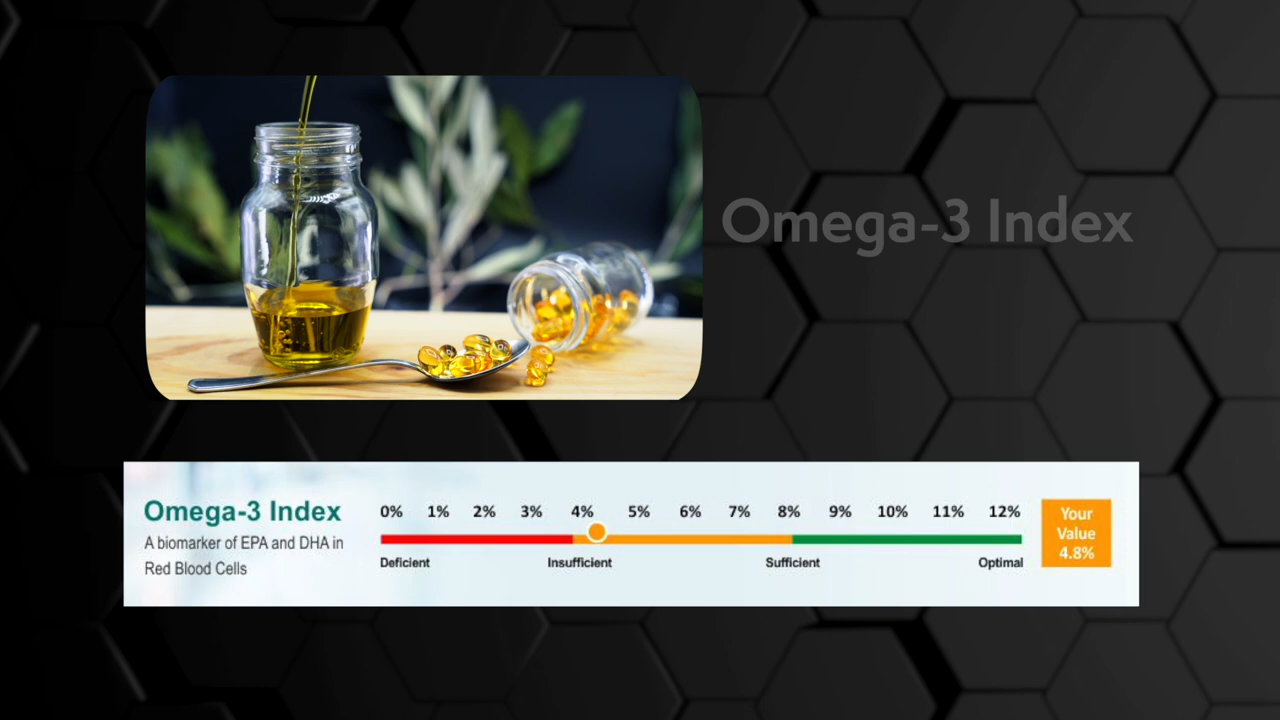 Omega-3 Index
Omega-3 Index
A biomarker of EPA and DHA in
Red Blood Cells
0% 1% 2% 3% 4% 5% 6% 7% 8% 9% 10% 11% 12%
Deficient Insufficient Sufficient Optimal
Your
Value
4.8%